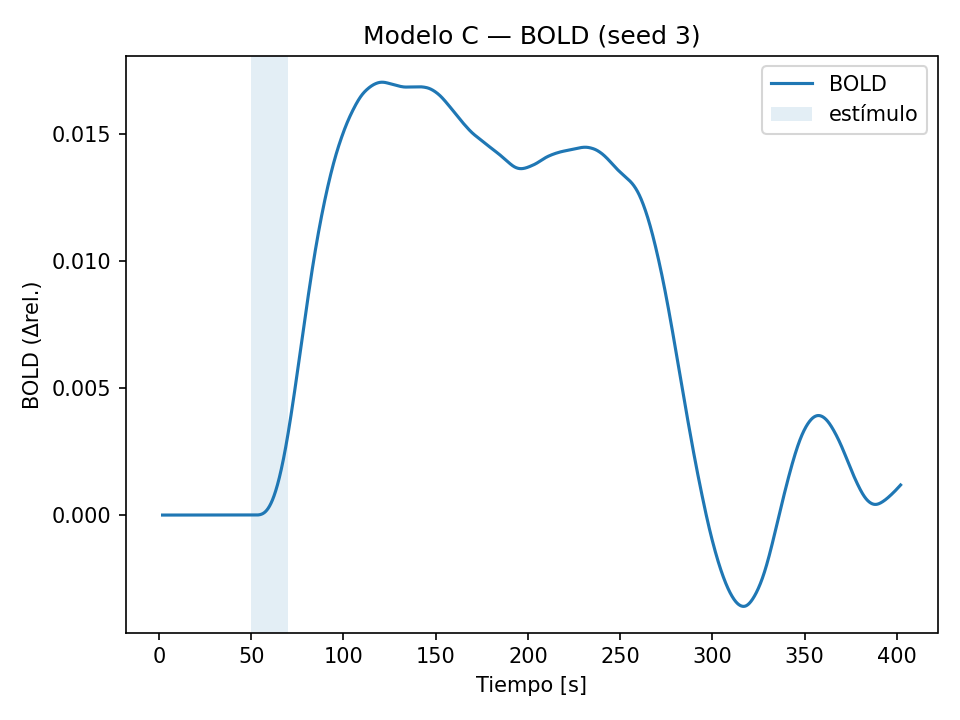 Modelo C — BOLD (seed 3)
BOLD
estímulo
BOLD (Δrel.)
0.015
0.010
0.005
0.000
0 50 100 150 200 250 300 350 400
Tiempo [s]